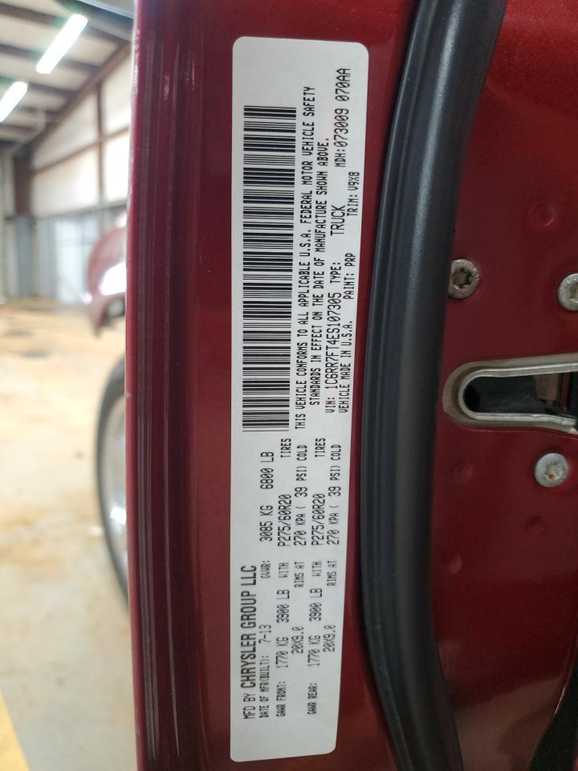 MFD BY CHRYSLER GROUP LLC
DATE OF MFR(BUILT): 7-13 GVWR: 3085 KG 6800 LB
GAWR FRONT: 1770 KG 3900 LB WITH P275/60R20 TIRES
20X9.0 RIMS AT 270 KPA ( 39 PSI) COLD
GAWR REAR: 1770 KG 3900 LB WITH P275/60R20 TIRES
20X9.0 RIMS AT 270 KPA ( 39 PSI) COLD
THIS VEHICLE CONFORMS TO ALL APPLICABLE U.S.A. FEDERAL MOTOR VEHICLE SAFETY
STANDARDS IN EFFECT ON THE DATE OF MANUFACTURE SHOWN ABOVE.
VIN: 1C6RR7FT4ES107305 TYPE: TRUCK MDH: 073009 070AA
VEHICLE MADE IN U.S.A. PAINT: PRP TRIM: V9X8